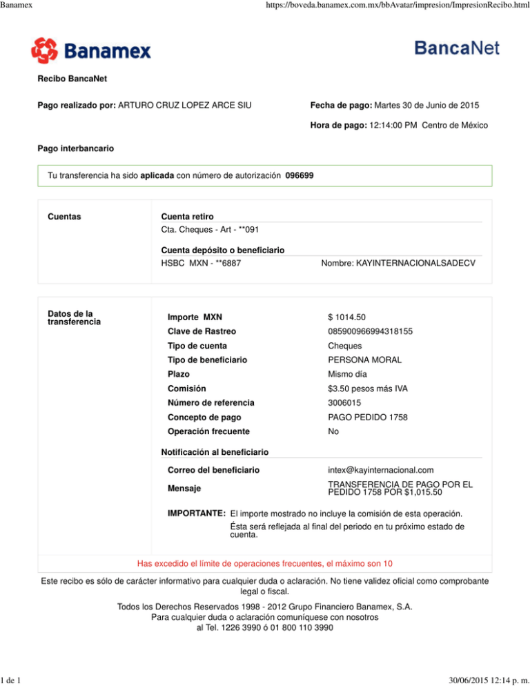 Banamex https://boveda.banamex.com.mx/bbAvatar/impresion/ImpresionRecibo.html
Banamex BancaNet
Recibo BancaNet
Pago realizado por: ARTURO CRUZ LOPEZ ARCE SIU Fecha de pago: Martes 30 de Junio de 2015
Hora de pago: 12:14:00 PM Centro de México
Pago interbancario
Tu transferencia ha sido aplicada con número de autorización 096699
Cuentas Cuenta retiro
Cta. Cheques - Art - **091
Cuenta depósito o beneficiario
HSBC MXN - **6887 Nombre: KAYINTERNACIONALSADECV
Datos de la
transferencia
Importe MXN $ 1014.50
Clave de Rastreo 085900966994318155
Tipo de cuenta Cheques
Tipo de beneficiario PERSONA MORAL
Plazo Mismo día
Comisión $3.50 pesos más IVA
Número de referencia 3006015
Concepto de pago PAGO PEDIDO 1758
Operación frecuente No
Notificación al beneficiario
Correo del beneficiario intex@kayinternacional.com
Mensaje TRANSFERENCIA DE PAGO POR EL
PEDIDO 1758 POR $1,015.50
IMPORTANTE: El importe mostrado no incluye la comisión de esta operación.
Ésta será reflejada al final del periodo en tu próximo estado de
cuenta.
Has excedido el límite de operaciones frecuentes, el máximo son 10
Este recibo es sólo de carácter informativo para cualquier duda o aclaración. No tiene validez oficial como comprobante
legal o fiscal.
Todos los Derechos Reservados 1998 - 2012 Grupo Financiero Banamex, S.A.
Para cualquier duda o aclaración comuníquese con nosotros
al Tel. 1226 3990 ó 01 800 110 3990
1 de 1 30/06/2015 12:14 p. m.